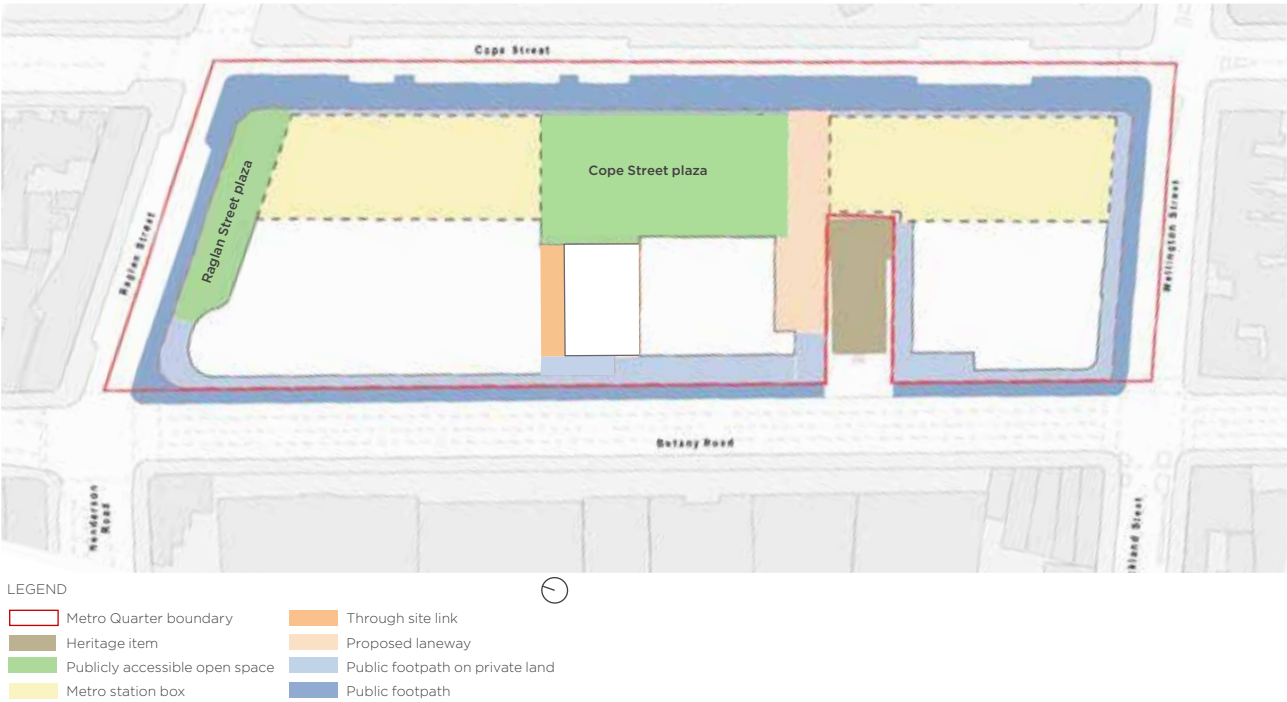 Cope Street
Cope Street plaza
Raglan Street plaza
Raglan Street
Wellington Street
Botany Road
Henderson
Road
LEGEND
Metro Quarter boundary
Heritage item
Publicly accessible open space
Metro station box
Through site link
Proposed laneway
Public footpath on private land
Public footpath